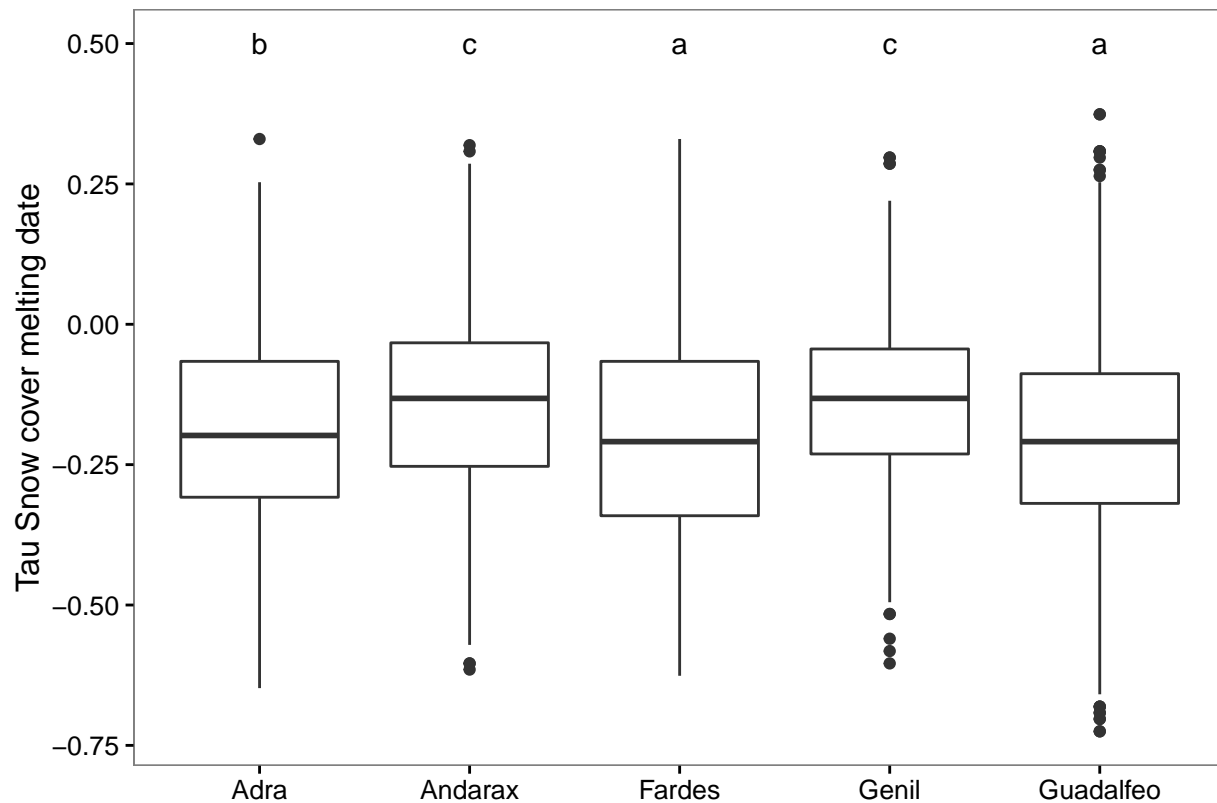 b c a c a
0.50
0.25
0.00
−0.25
−0.50
−0.75
Tau Snow cover melting date
Adra Andarax Fardes Genil Guadalfeo